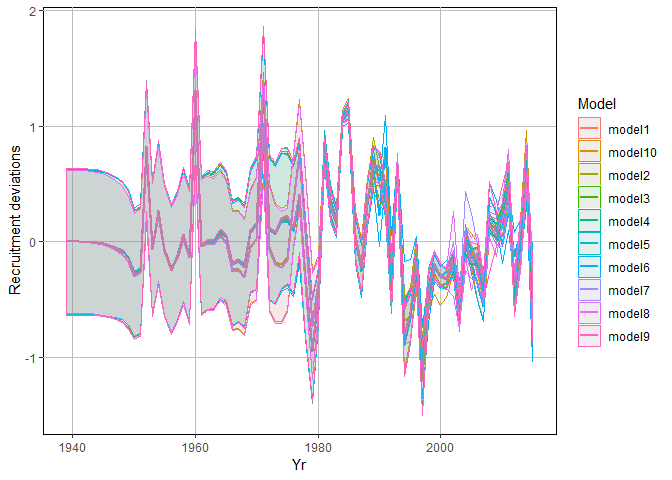 2
1
0
-1
Recruitment deviations
1940
1960
1980
2000
Yr
Model
model1
model10
model2
model3
model4
model5
model6
model7
model8
model9